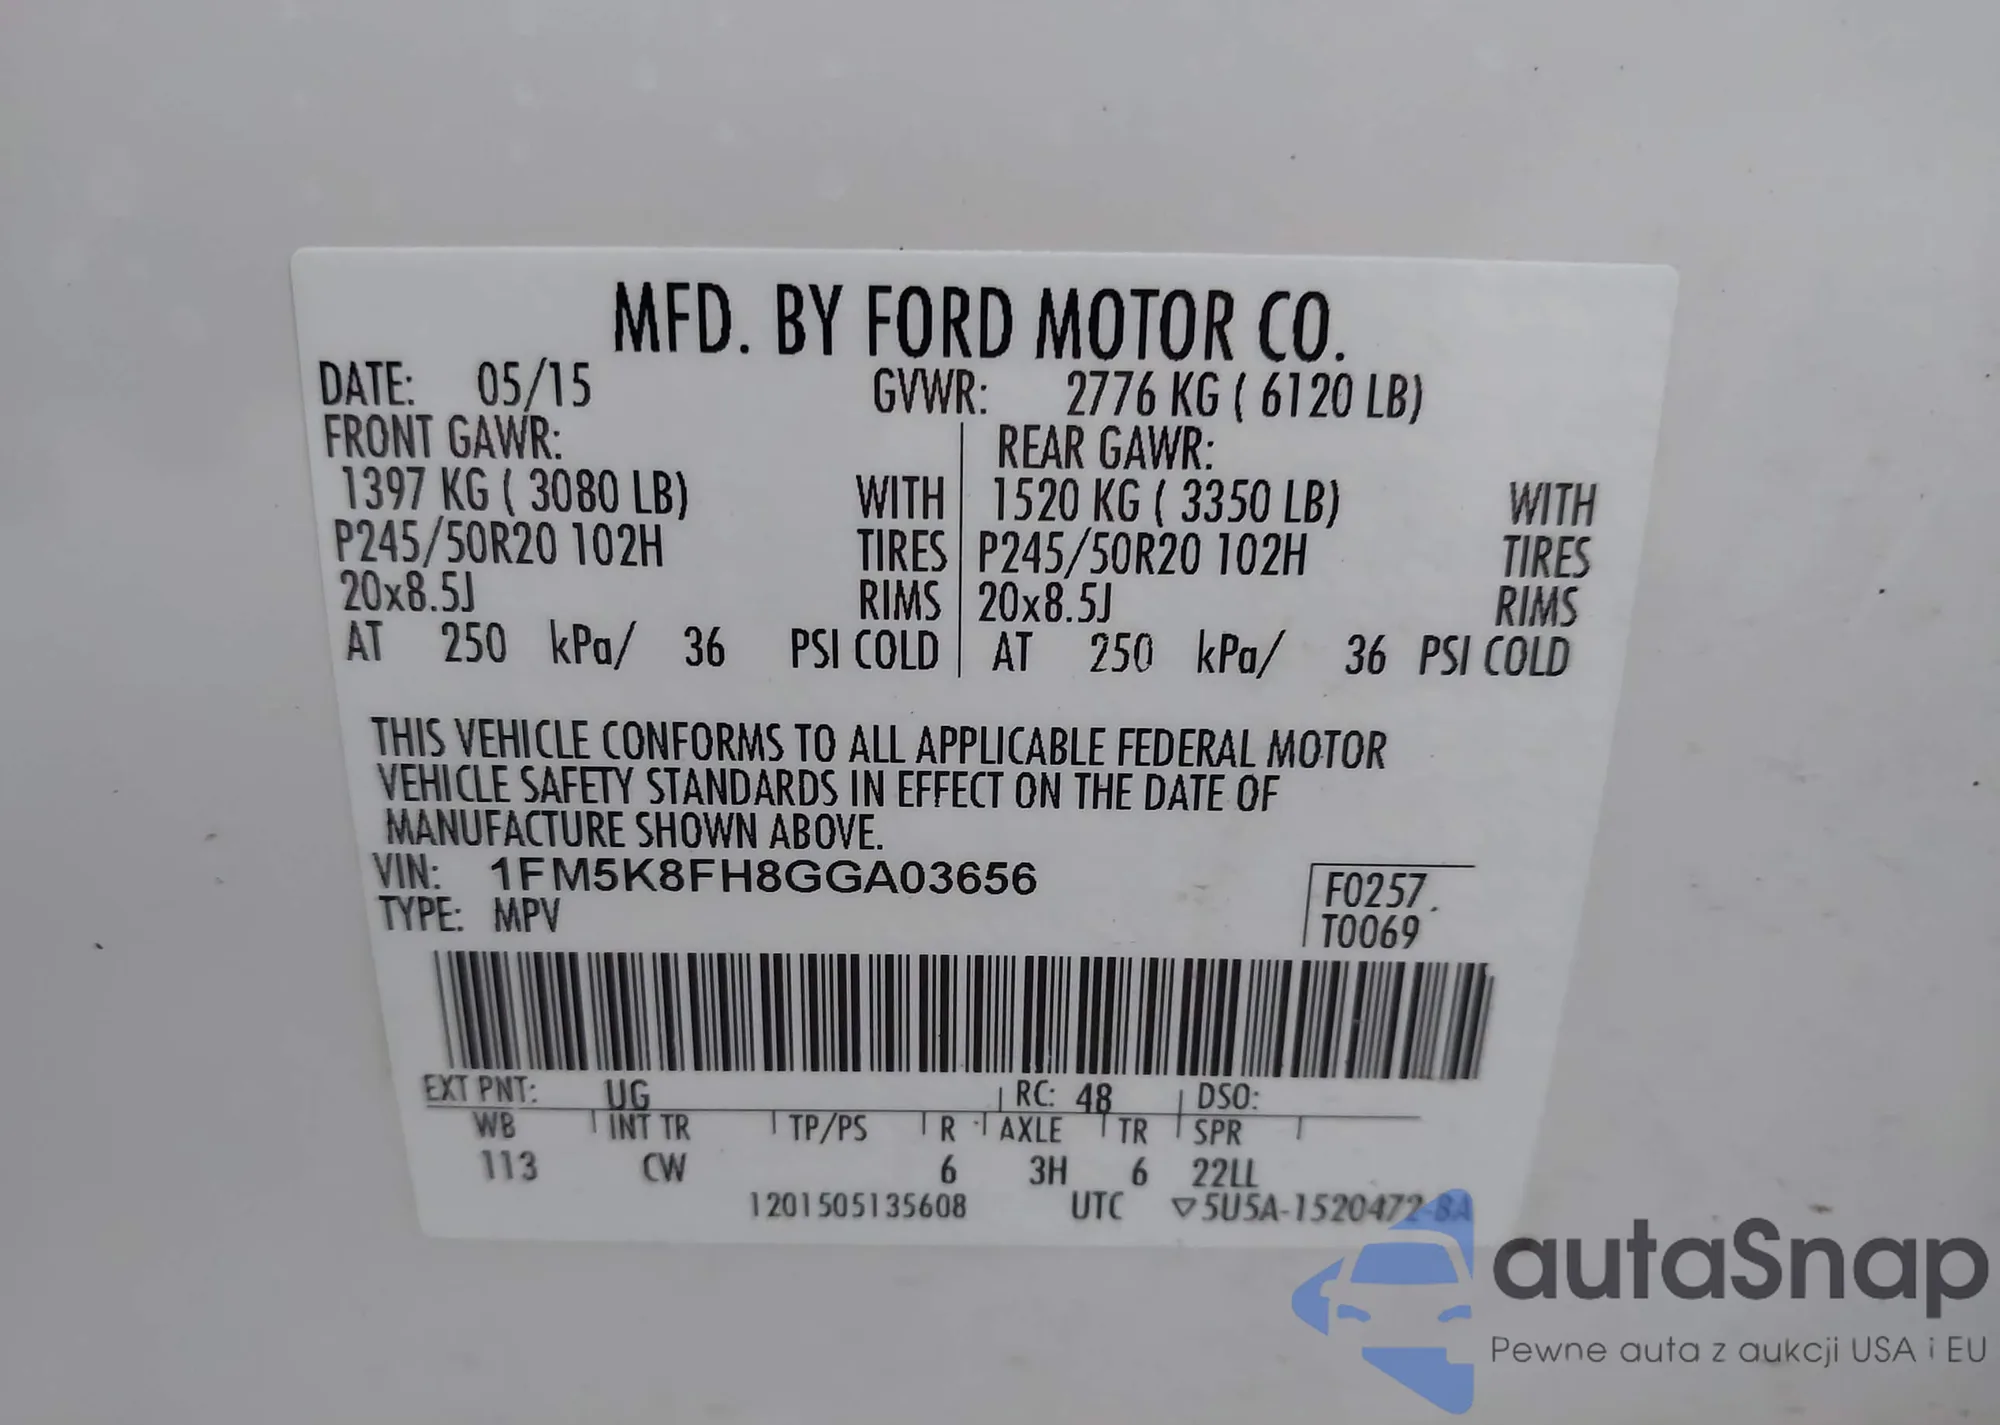 MFD. BY FORD MOTOR CO.
DATE: 05/15 GVWR: 2776 KG ( 6120 LB)
FRONT GAWR: REAR GAWR:
1397 KG ( 3080 LB) WITH 1520 KG ( 3350 LB) WITH
P245/50R20 102H TIRES P245/50R20 102H TIRES
20x8.5J RIMS 20x8.5J RIMS
AT 250 kPa/ 36 PSI COLD AT 250 kPa/ 36 PSI COLD
THIS VEHICLE CONFORMS TO ALL APPLICABLE FEDERAL MOTOR
VEHICLE SAFETY STANDARDS IN EFFECT ON THE DATE OF
MANUFACTURE SHOWN ABOVE.
VIN: 1FM5K8FH8GGA03656
TYPE: MPV
F0257
T0069
EXT PNT: UG RC: 48 DSO:
WB INT TR TP/PS R AXLE TR SPR
113 CW 6 3H 6 22LL
1201505135608 UTC ▽5U5A-1520472-BA
autaSnap
Pewne auta z aukcji USA i EU